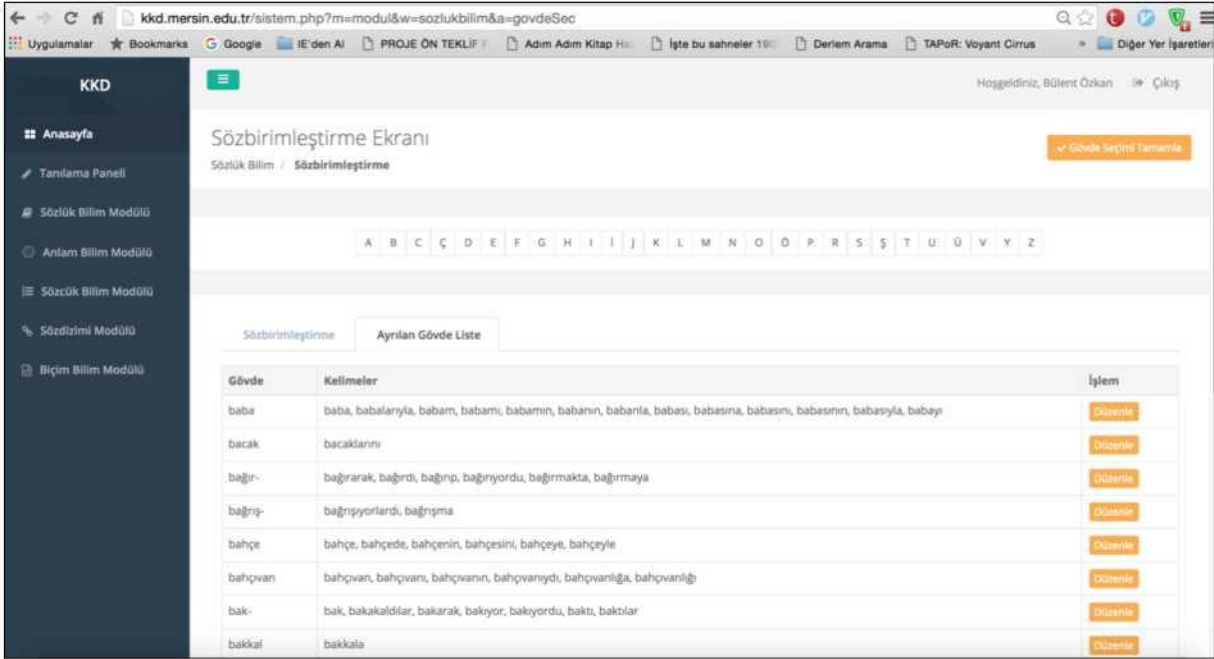 kkd.mersin.edu.tr/sistem.php?m=modul&w=sozlukbilim&a=govdeSec
Uygulamalar Bookmarks Google IE'den Al PROJE ÖN TEKLİF F Adım Adım Kitap Ha İşte bu sahneler 190 Derlem Arama TAPoR: Voyant Cirrus » Diğer Yer İşaretleri
KKD
Hoşgeldiniz, Bülent Özkan Çıkış
Anasayfa
Sözbirimleştirme Ekranı
Gövde Seçimi Tamamla
Sözlük Bilim / Sözbirimleştirme
Tanılama Paneli
Sözlük Bilim Modülü
A B C Ç D E F G H I İ J K L M N O Ö P R S Ş T U Ü V Y Z
Anlam Bilim Modülü
Sözcük Bilim Modülü
Sözdizimi Modülü
Sözbirimleştirme Ayrılan Gövde Liste
Biçim Bilim Modülü
Gövde Kelimeler İşlem
baba baba, babalarıyla, babam, babamı, babamın, babanın, babanla, babası, babasına, babasını, babasının, babasıyla, babayı Düzenle
bacak bacaklarını Düzenle
bağır- bağırarak, bağırdı, bağırıp, bağırıyordu, bağırmakta, bağırmaya Düzenle
bağrış- bağrışıyorlardı, bağrışma Düzenle
bahçe bahçe, bahçede, bahçenin, bahçesini, bahçeye, bahçeyle Düzenle
bahçıvan bahçıvan, bahçıvanı, bahçıvanın, bahçıvanıydı, bahçıvanlığa, bahçıvanlığı Düzenle
bak- bak, bakakaldılar, bakarak, bakıyor, bakıyordu, baktı, baktılar Düzenle
bakkal bakkala Düzenle